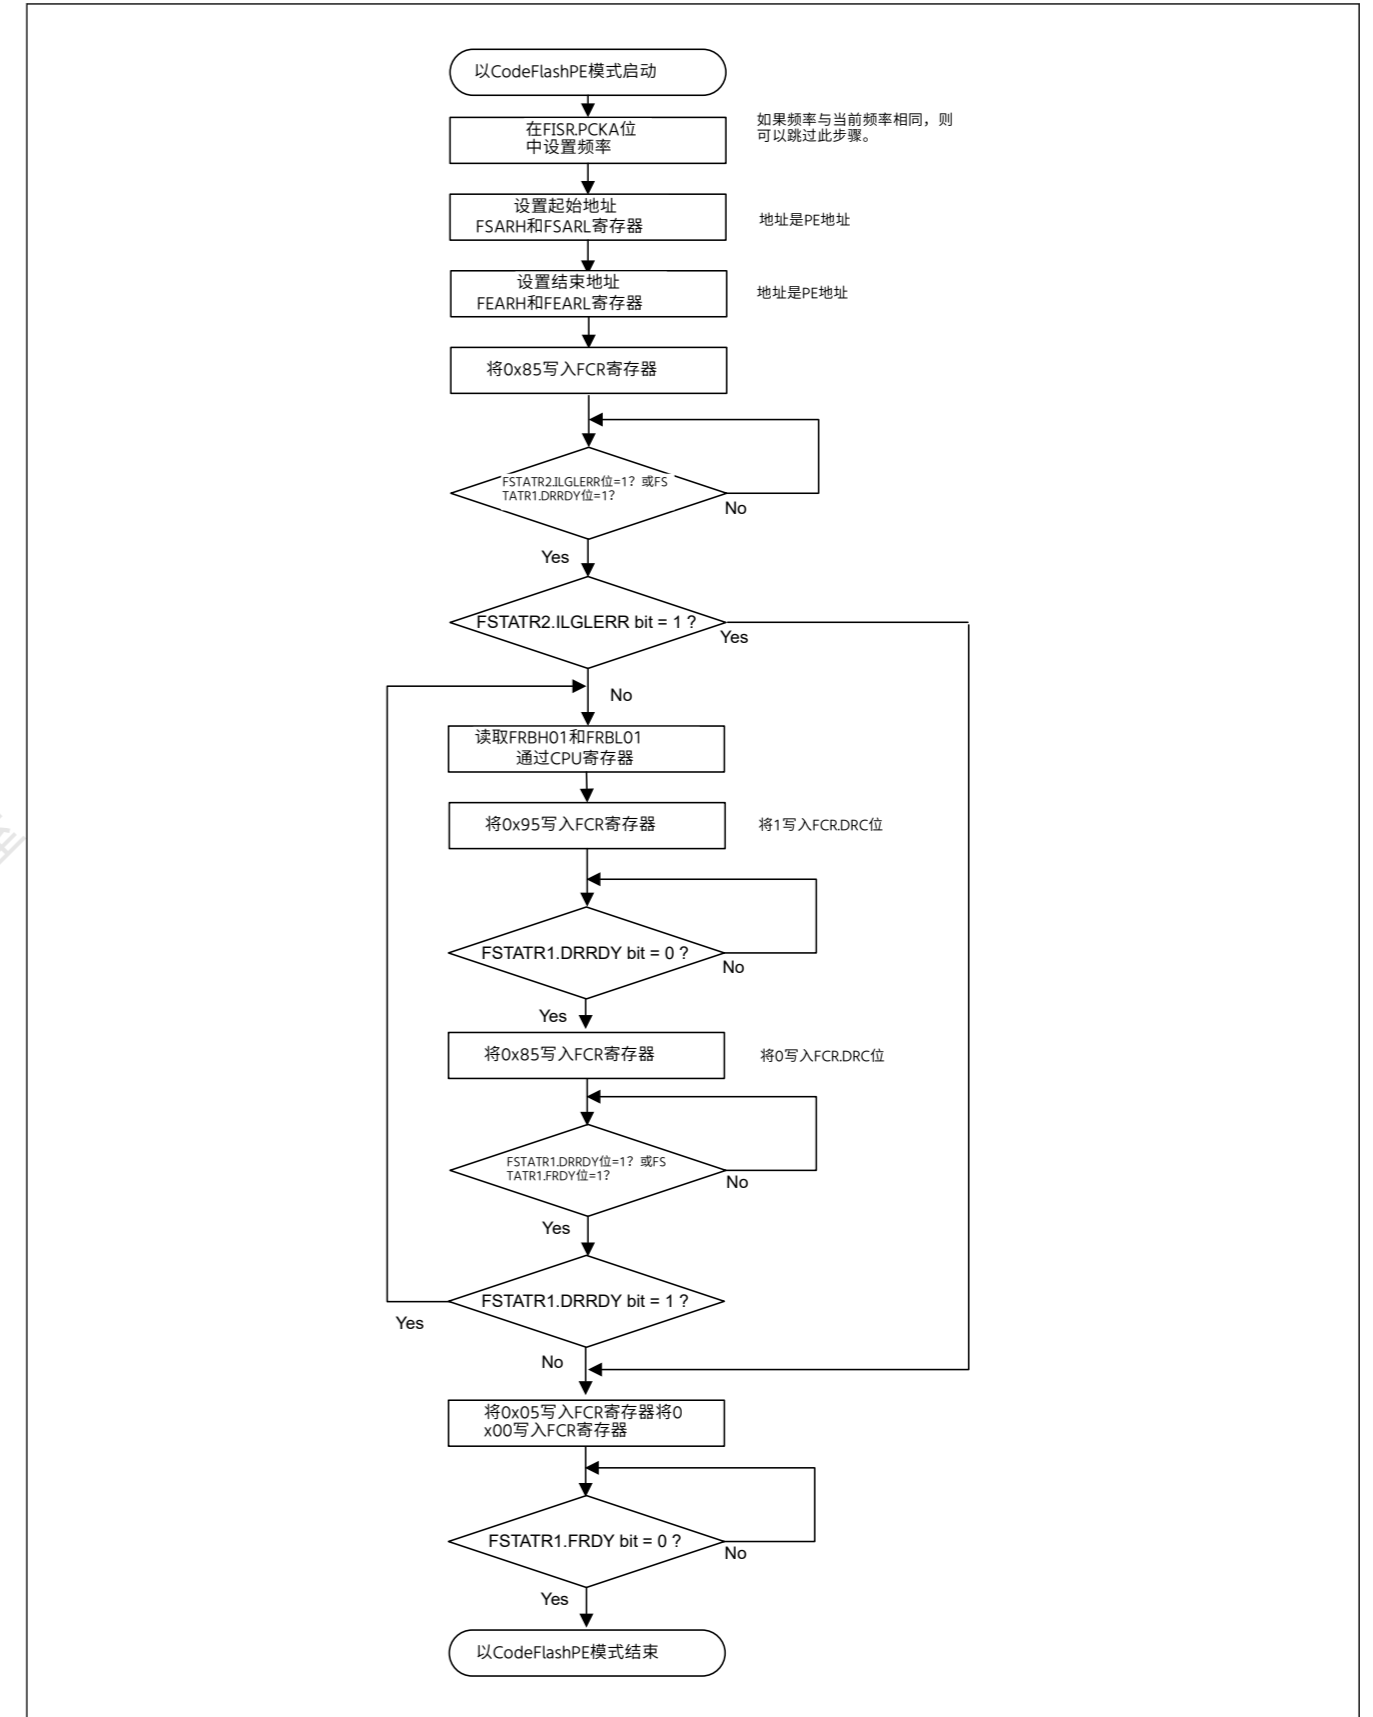 以CodeFlashPE模式启动
在FISR.PCKA位
中设置频率
如果频率与当前频率相同，则
可以跳过此步骤。
设置起始地址
FSARH和FSARL寄存器
地址是PE地址
设置结束地址
FEARH和FEARL寄存器
地址是PE地址
将0x85写入FCR寄存器
FSTATR2.ILGLERR位=1？或FS
TATR1.DRRDY位=1？
No
Yes
FSTATR2.ILGLERR bit = 1 ?
Yes
No
读取FRBH01和FRBL01
通过CPU寄存器
将0x95写入FCR寄存器
将1写入FCR.DRC位
FSTATR1.DRRDY bit = 0 ?
No
Yes
将0x85写入FCR寄存器
将0写入FCR.DRC位
FSTATR1.DRRDY位=1？或FS
TATR1.FRDY位=1？
No
Yes
FSTATR1.DRRDY bit = 1 ?
Yes
No
将0x05写入FCR寄存器将0
x00写入FCR寄存器
FSTATR1.FRDY bit = 0 ?
No
Yes
以CodeFlashPE模式结束